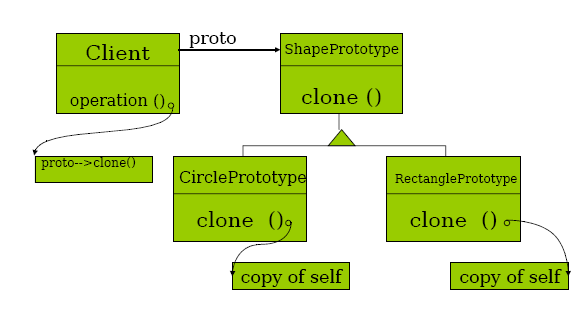 Client
proto
ShapePrototype
operation ()
clone ()
proto-->clone()
CirclePrototype
RectanglePrototype
clone ()
clone ()
copy of self
copy of self